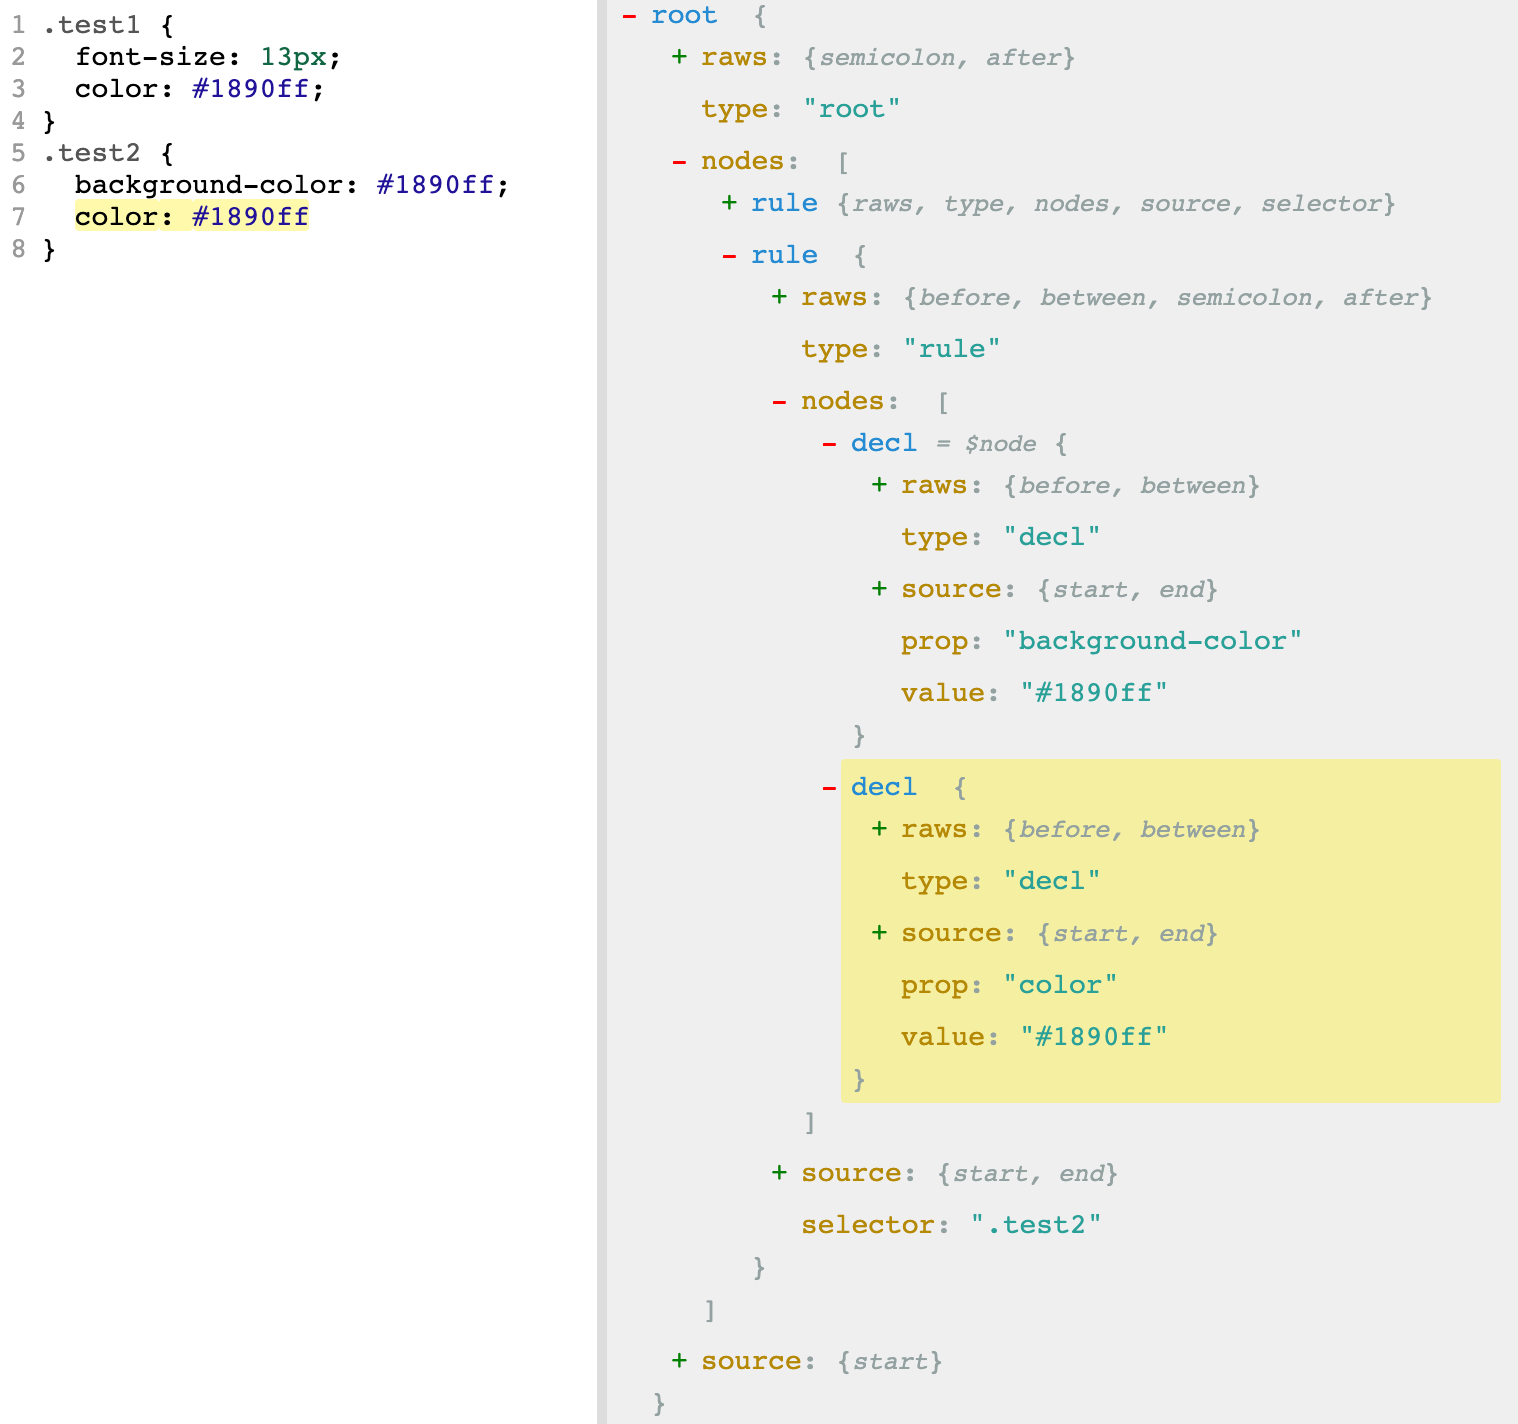 1 .test1 {
2   font-size: 13px;
3   color: #1890ff;
4 }
5 .test2 {
6   background-color: #1890ff;
7   color: #1890ff
8 }
- root {
+ raws: {semicolon, after}
type: "root"
- nodes: [
+ rule {raws, type, nodes, source, selector}
- rule {
+ raws: {before, between, semicolon, after}
type: "rule"
- nodes: [
- decl = $node {
+ raws: {before, between}
type: "decl"
+ source: {start, end}
prop: "background-color"
value: "#1890ff"
}
- decl {
+ raws: {before, between}
type: "decl"
+ source: {start, end}
prop: "color"
value: "#1890ff"
}
]
+ source: {start, end}
selector: ".test2"
}
]
+ source: {start}
}